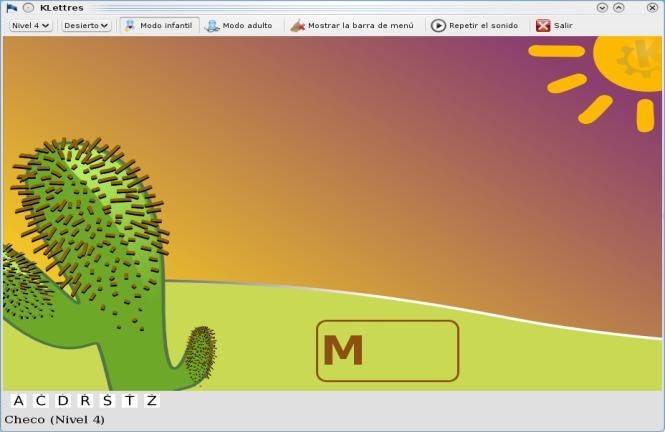 KLettres
Nivel 4 Desierto Modo infantil Modo adulto Mostrar la barra de menú Repetir el sonido Salir
M
Á Č Ď Ř Š Ť Ž
Checo (Nivel 4)